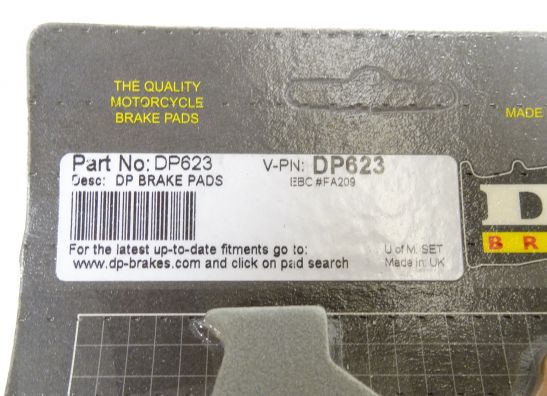 THE QUALITY
MOTORCYCLE
BRAKE PADS
MADE
Part No: DP623 V-PN: DP623
Desc: DP BRAKE PADS EBC #FA209
For the latest up-to-date fitments go to: U of M. SET
www.dp-brakes.com and click on pad search Made in UK
D
B R